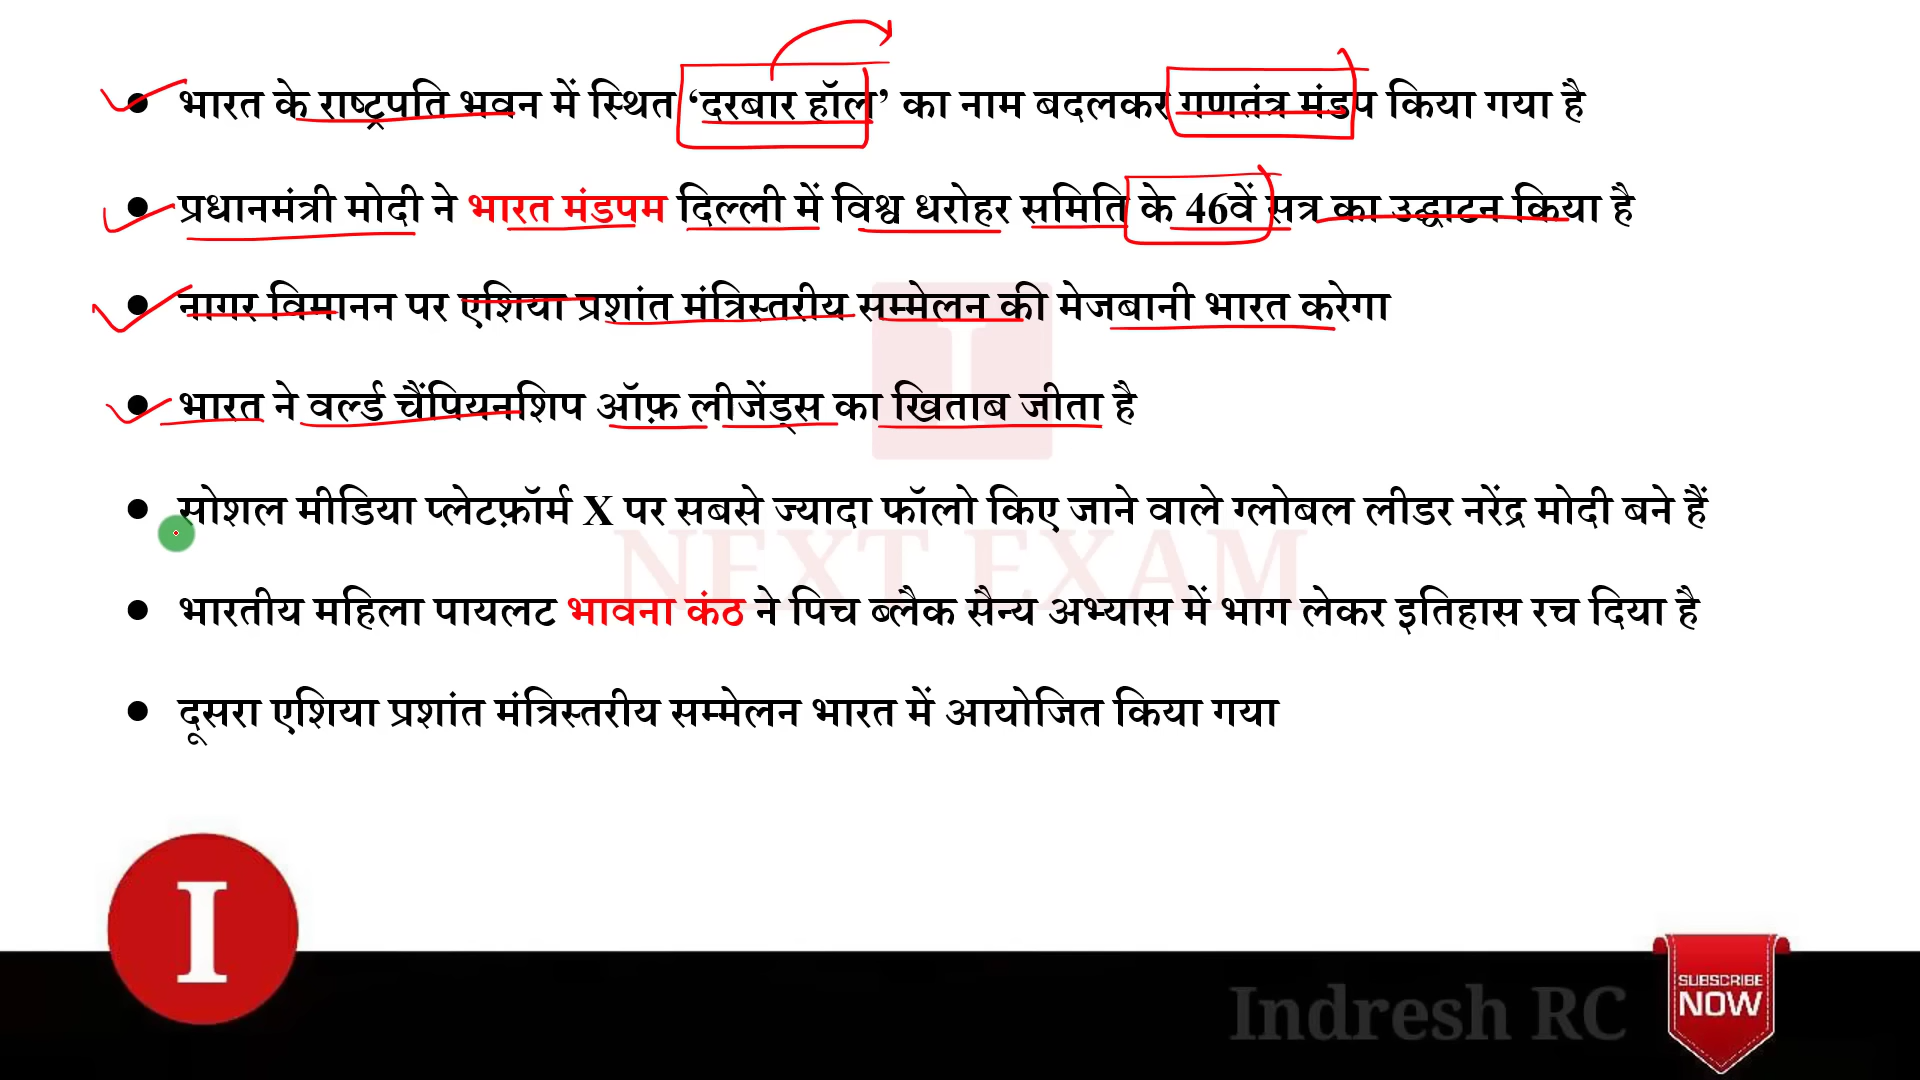 • भारत के राष्ट्रपति भवन में स्थित ‘दरबार हॉल’ का नाम बदलकर गणतंत्र मंडप किया गया है
• प्रधानमंत्री मोदी ने भारत मंडपम दिल्ली में विश्व धरोहर समिति के 46वें सत्र का उद्घाटन किया है
• नागर विमानन पर एशिया प्रशांत मंत्रिस्तरीय सम्मेलन की मेजबानी भारत करेगा
• भारत ने वर्ल्ड चैंपियनशिप ऑफ़ लीजेंड्स का खिताब जीता है
• सोशल मीडिया प्लेटफ़ॉर्म X पर सबसे ज्यादा फॉलो किए जाने वाले ग्लोबल लीडर नरेंद्र मोदी बने हैं
• भारतीय महिला पायलट भावना कंठ ने पिच ब्लैक सैन्य अभ्यास में भाग लेकर इतिहास रच दिया है
• दूसरा एशिया प्रशांत मंत्रिस्तरीय सम्मेलन भारत में आयोजित किया गया
I
NEXT EXAM
I
Indresh RC
SUBSCRIBE
NOW